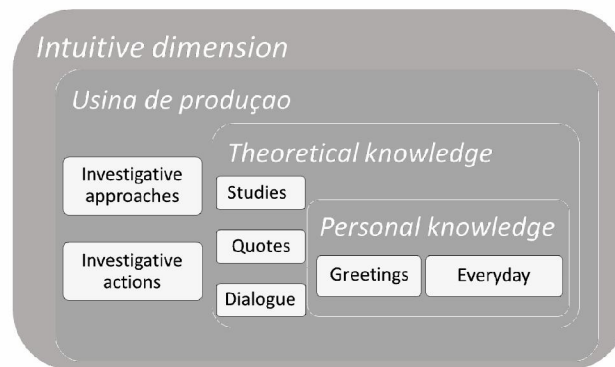 Intuitive dimension
Usina de produçao
Theoretical knowledge
Investigative
approaches
Studies
Personal knowledge
Quotes
Investigative
actions
Greetings
Everyday
Dialogue